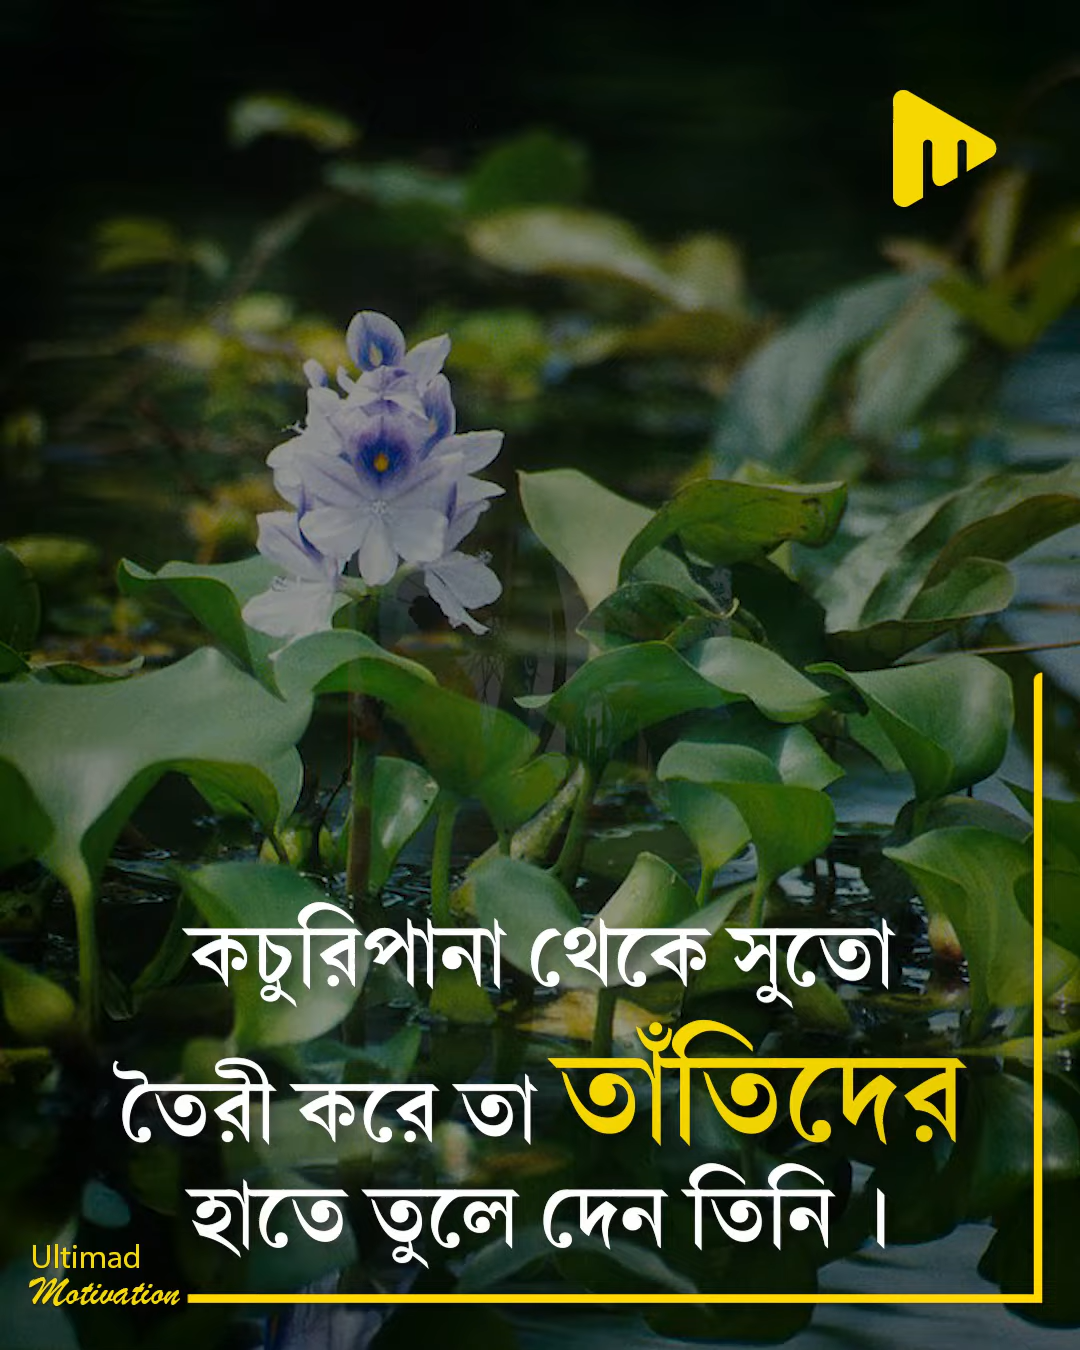 কচুরিপানা থেকে সুতো
তৈরী করে তা তাঁতিদের
হাতে তুলে দেন তিনি ।
Ultimad
Motivation